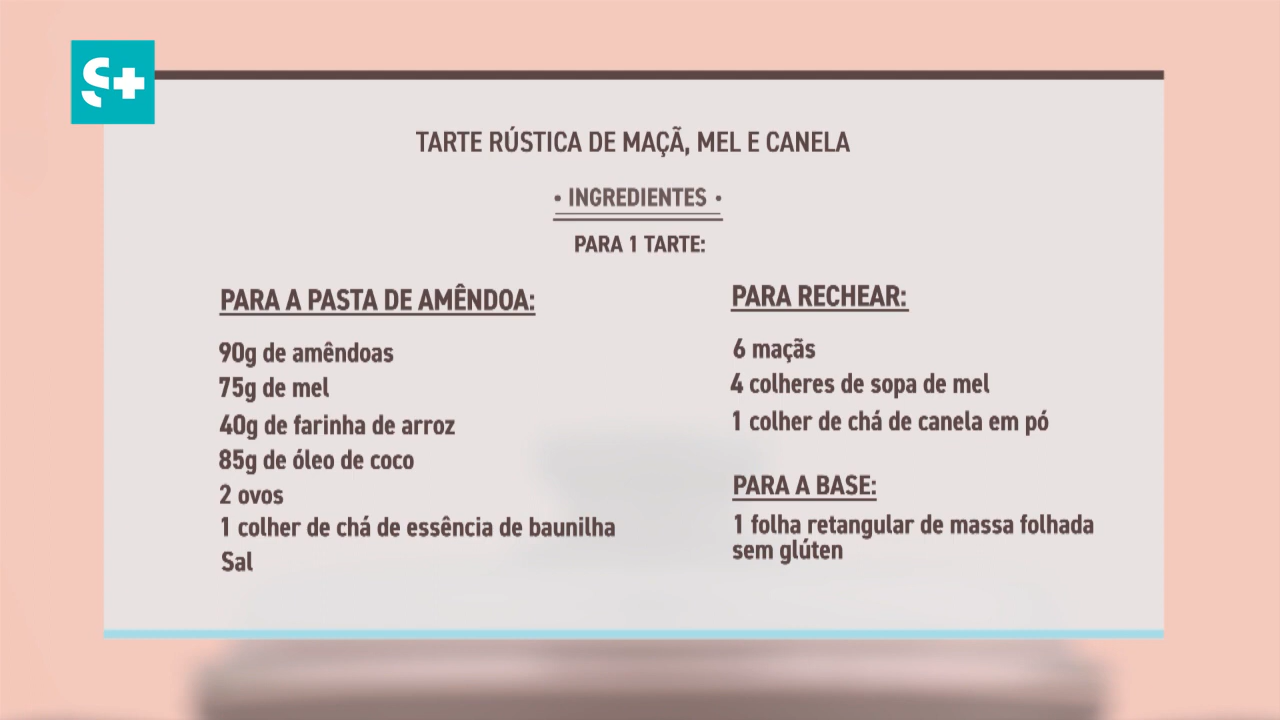 S+
TARTE RÚSTICA DE MAÇÃ, MEL E CANELA
• INGREDIENTES •
PARA 1 TARTE:
PARA A PASTA DE AMÊNDOA:
90g de amêndoas
75g de mel
40g de farinha de arroz
85g de óleo de coco
2 ovos
1 colher de chá de essência de baunilha
Sal
PARA RECHEAR:
6 maçãs
4 colheres de sopa de mel
1 colher de chá de canela em pó
PARA A BASE:
1 folha retangular de massa folhada
sem glúten